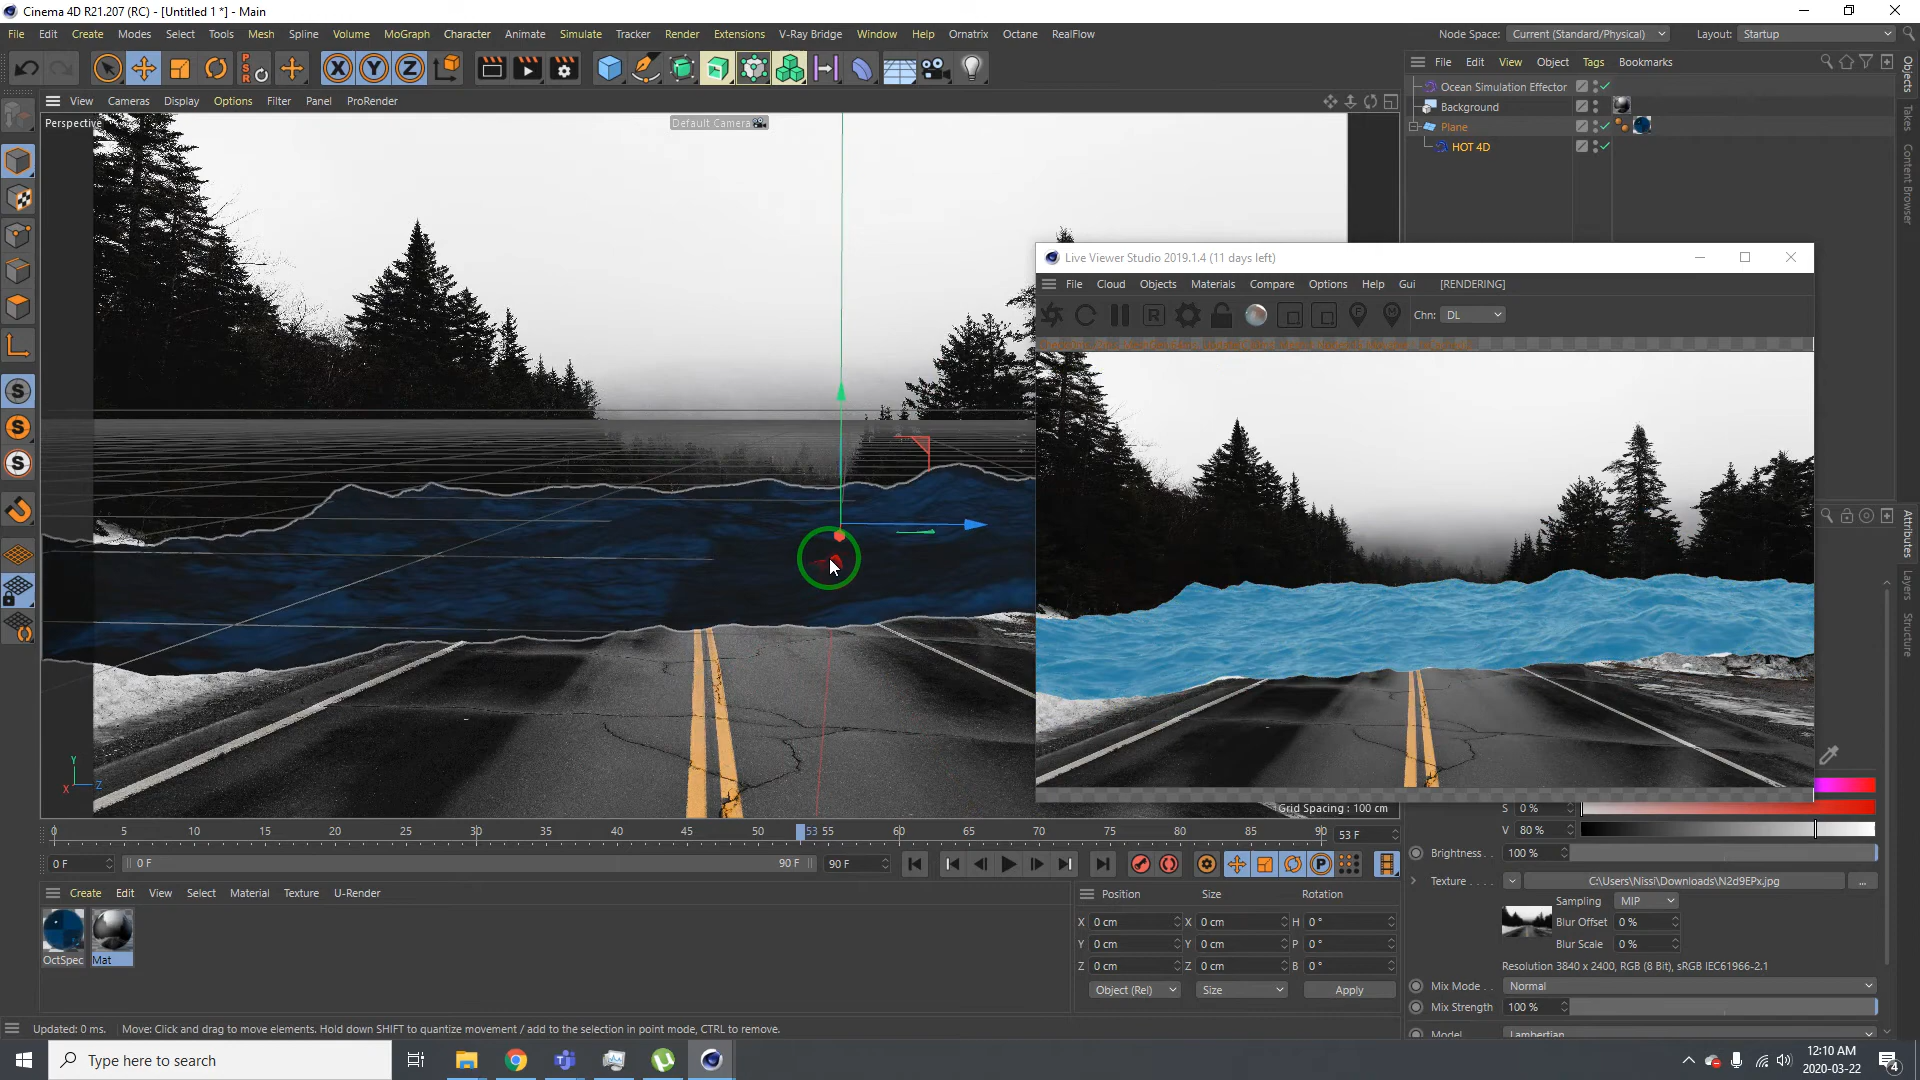 Cinema 4D R21.207 (RC) - [Untitled 1 *] - Main
File Edit Create Modes Select Tools Mesh Spline Volume MoGraph Character Animate Simulate Tracker Render Extensions V-Ray Bridge Window Help Ornatrix Octane RealFlow
Node Space: Current (Standard/Physical) Layout: Startup
PSR X Y Z
File Edit View Object Tags Bookmarks
Objects
Takes
Content Browser
Ocean Simulation Effector
Background
Plane
HOT 4D
View Cameras Display Options Filter Panel ProRender
Perspective
Default Camera
Live Viewer Studio 2019.1.4 (11 days left)
File Cloud Objects Materials Compare Options Help Gui [RENDERING]
R F M Chn: DL
S
S
S
Attributes
Layers
Structure
Y
X Z
Grid Spacing : 100 cm
S 0 %
V 80 %
Brightness . . 100 %
Texture . . . . . C:\Users\Nissi\Downloads\N2d9EPx.jpg ...
Sampling MIP
Blur Offset 0 %
Blur Scale 0 %
Resolution 3840 x 2400, RGB (8 Bit), sRGB IEC61966-2.1
Mix Mode . . Normal
Mix Strength 100 %
Model Lambertian
0 5 10 15 20 25 30 35 40 45 50 53 55 60 65 70 75 80 85 90 53 F
0 F 0 F 90 F 90 F P
Create Edit View Select Material Texture U-Render
OctSpec Mat
Position Size Rotation
X 0 cm X 0 cm H 0 °
Y 0 cm Y 0 cm P 0 °
Z 0 cm Z 0 cm B 0 °
Object (Rel) Size Apply
Updated: 0 ms. Move: Click and drag to move elements. Hold down SHIFT to quantize movement / add to the selection in point mode, CTRL to remove.
Type here to search
12:10 AM
2020-03-22
4